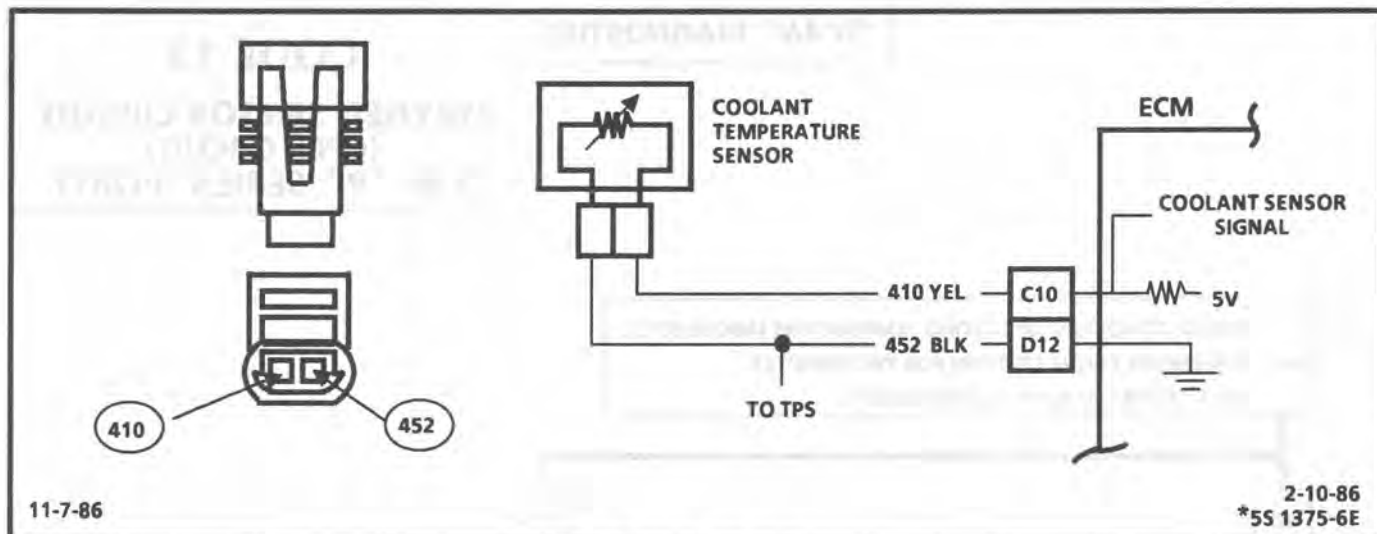 COOLANT
TEMPERATURE
SENSOR
ECM
COOLANT SENSOR
SIGNAL
410 YEL
C10
5V
452 BLK
D12
TO TPS
410
452
11-7-86
2-10-86
*5S 1375-6E